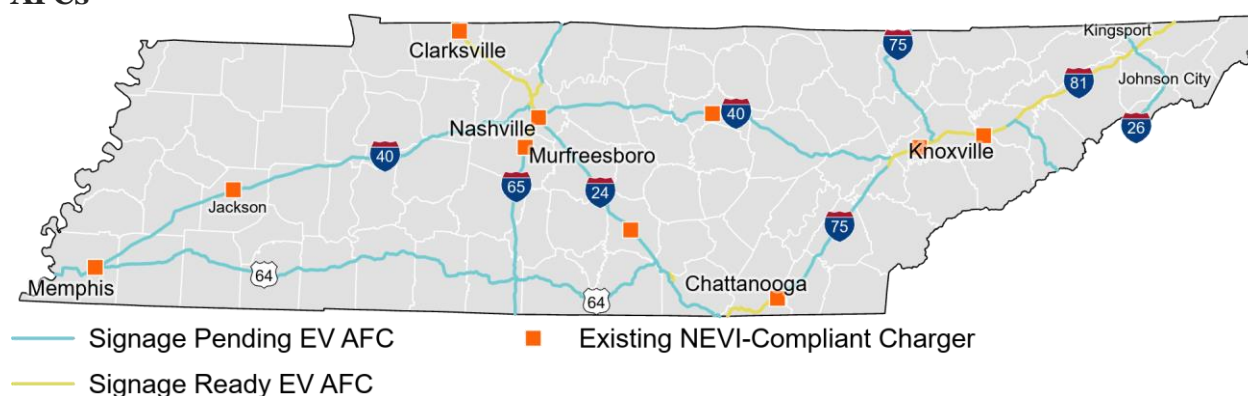 AFCs
75
Kingsport
Clarksville
81
Johnson City
40
26
Nashville
Knoxville
40
Murfreesboro
65
24
Jackson
75
64
Chattanooga
Memphis
64
Signage Pending EV AFC
Existing NEVI-Compliant Charger
Signage Ready EV AFC